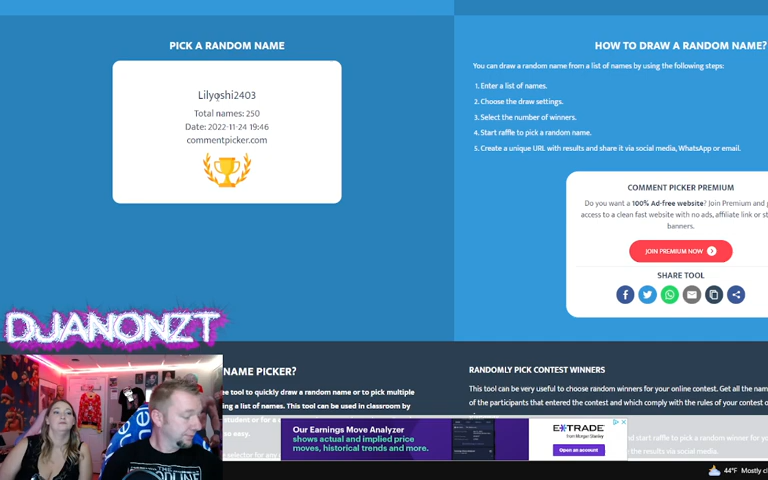 PICK A RANDOM NAME
Lilyoshi2403
Total names: 250
Date: 2022-11-24 19:46
commentpicker.com
HOW TO DRAW A RANDOM NAME?
You can draw a random name from a list of names by using the following steps:
1. Enter a list of names.
2. Choose the draw settings.
3. Select the number of winners.
4. Start raffle to pick a random name.
5. Create a unique URL with results and share it via social media, WhatsApp or email.
COMMENT PICKER PREMIUM
Do you want a 100% Ad-free website? Join Premium and
access to a clean fast website with no ads, affiliate link or
banners.
JOIN PREMIUM NOW
SHARE TOOL
DJANONZT
NAME PICKER?
tool to quickly draw a random name or to pick multiple
a list of names. This tool can be used in classroom by
student or for a
so easy.
selector for any
RANDOMLY PICK CONTEST WINNERS
This tool can be very useful to choose random winners for your online contest. Get all the
of the participants that entered the contest and which comply with the rules of your contest
and start raffle to pick a random winner for
the results via social media.
Our Earnings Move Analyzer
shows actual and implied price
moves, historical trends and more.
E*TRADE
from Morgan Stanley
Open an account
44°F Mostly